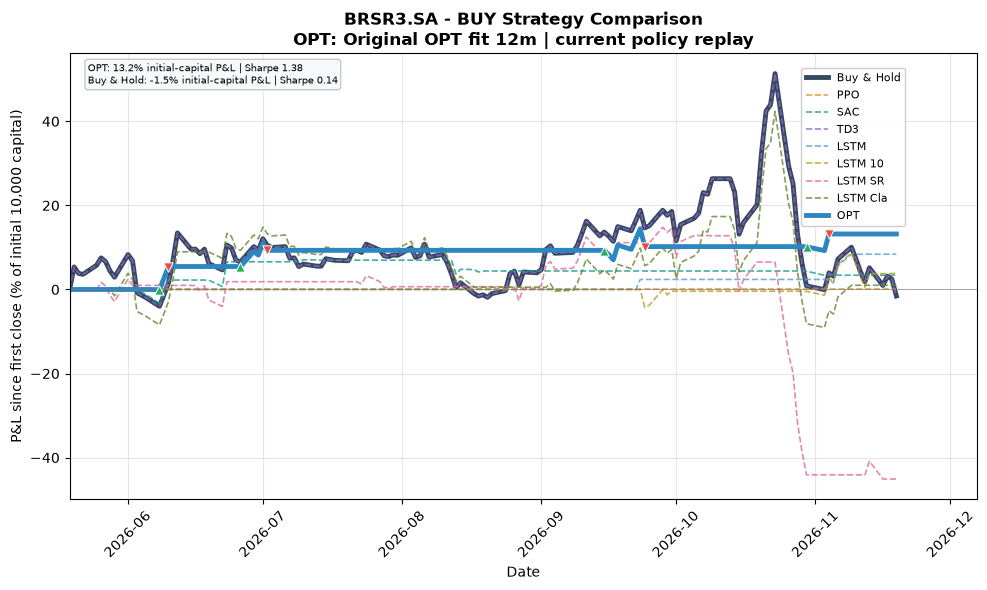 BRSR3.SA - BUY Strategy Comparison
OPT: Original OPT fit 12m | current policy replay
OPT: 13.2% initial-capital P&L | Sharpe 1.38
Buy & Hold: -1.5% initial-capital P&L | Sharpe 0.14
Buy & Hold
PPO
SAC
TD3
LSTM
LSTM 10
LSTM SR
LSTM Cla
OPT
P&L since first close (% of initial 10,000 capital)
40
20
0
−20
−40
2026-06
2026-07
2026-08
2026-09
2026-10
2026-11
2026-12
Date